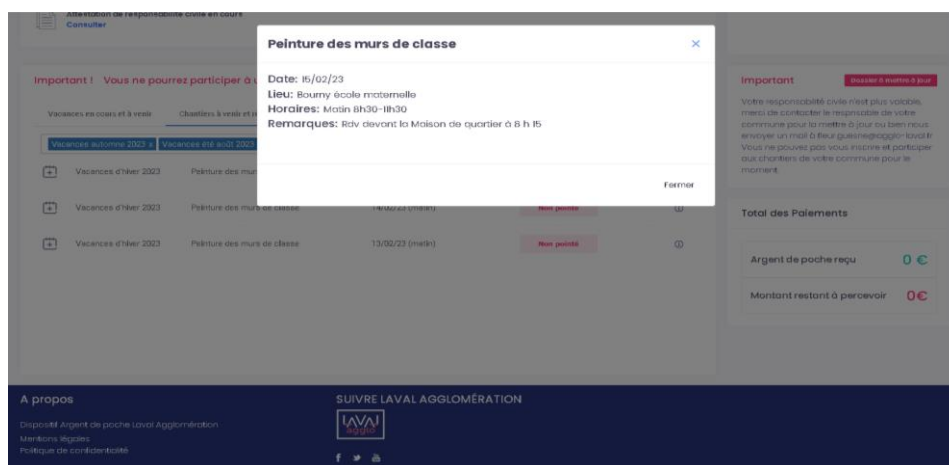 Attestation de responsabilité civile en cours
Consulter
Peinture des murs de classe
Date: 15/02/23
Lieu: Bourny école maternelle
Horaires: Matin 8h30-11h30
Remarques: Rdv devant la Maison de quartier à 8 h 15
Fermer
Important ! Vous ne pourrez participer à
Vacances en cours et à venir
Chantiers à venir et
Vacances automne 2023 x
Vacances été août 2023
Vacances d'hiver 2023 Peinture des mur
Vacances d'hiver 2023 Peinture des murs de classe 14/02/23 (matin) Non pointé
Vacances d'hiver 2023 Peinture des murs de classe 13/02/23 (matin) Non pointé
Important
Dossier à mettre à jour
Votre responsabilité civile n'est plus valable,
merci de contacter le responsable de votre
commune pour la mettre à jour ou bien nous
envoyer un mail à fleur.guesne@agglo-laval.fr
Vous ne pouvez pas vous inscrire et participer
aux chantiers de votre commune pour le
moment.
Total des Paiements
Argent de poche reçu 0 €
Montant restant à percevoir 0€
A propos
Dispositif Argent de poche Laval Agglomération
Mentions légales
Politique de confidentialité
SUIVRE LAVAL AGGLOMÉRATION
LAVAL
agglo